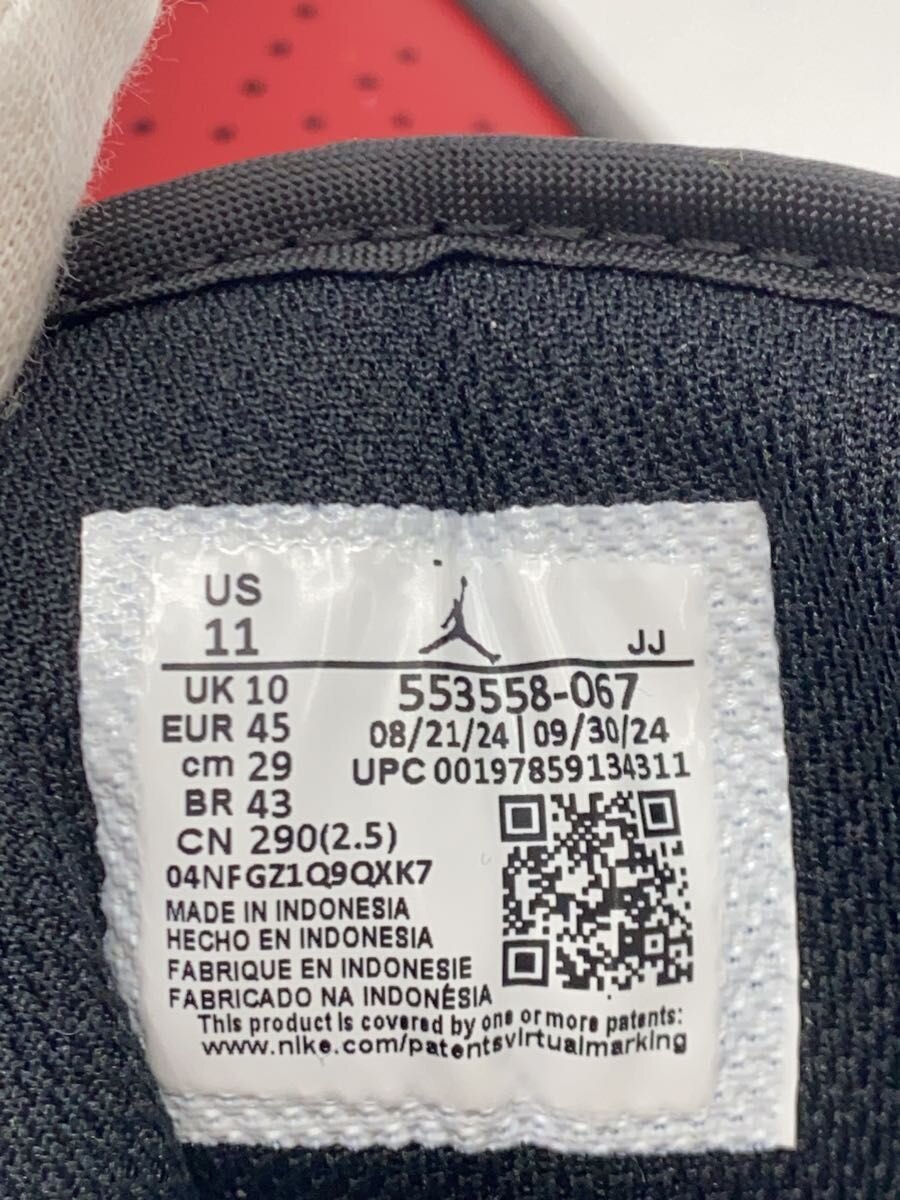 US
11
JJ
UK 10
EUR 45
cm 29
BR 43
CN 290(2.5)
553558-067
08/21/24 | 09/30/24
UPC 00197859134311
04NFGZ1Q9QXK7
MADE IN INDONESIA
HECHO EN INDONESIA
FABRIQUE EN INDONESIE
FABRICADO NA INDONÉSIA
This product is covered by one or more patents:
www.nike.com/patentsvirtualmarking